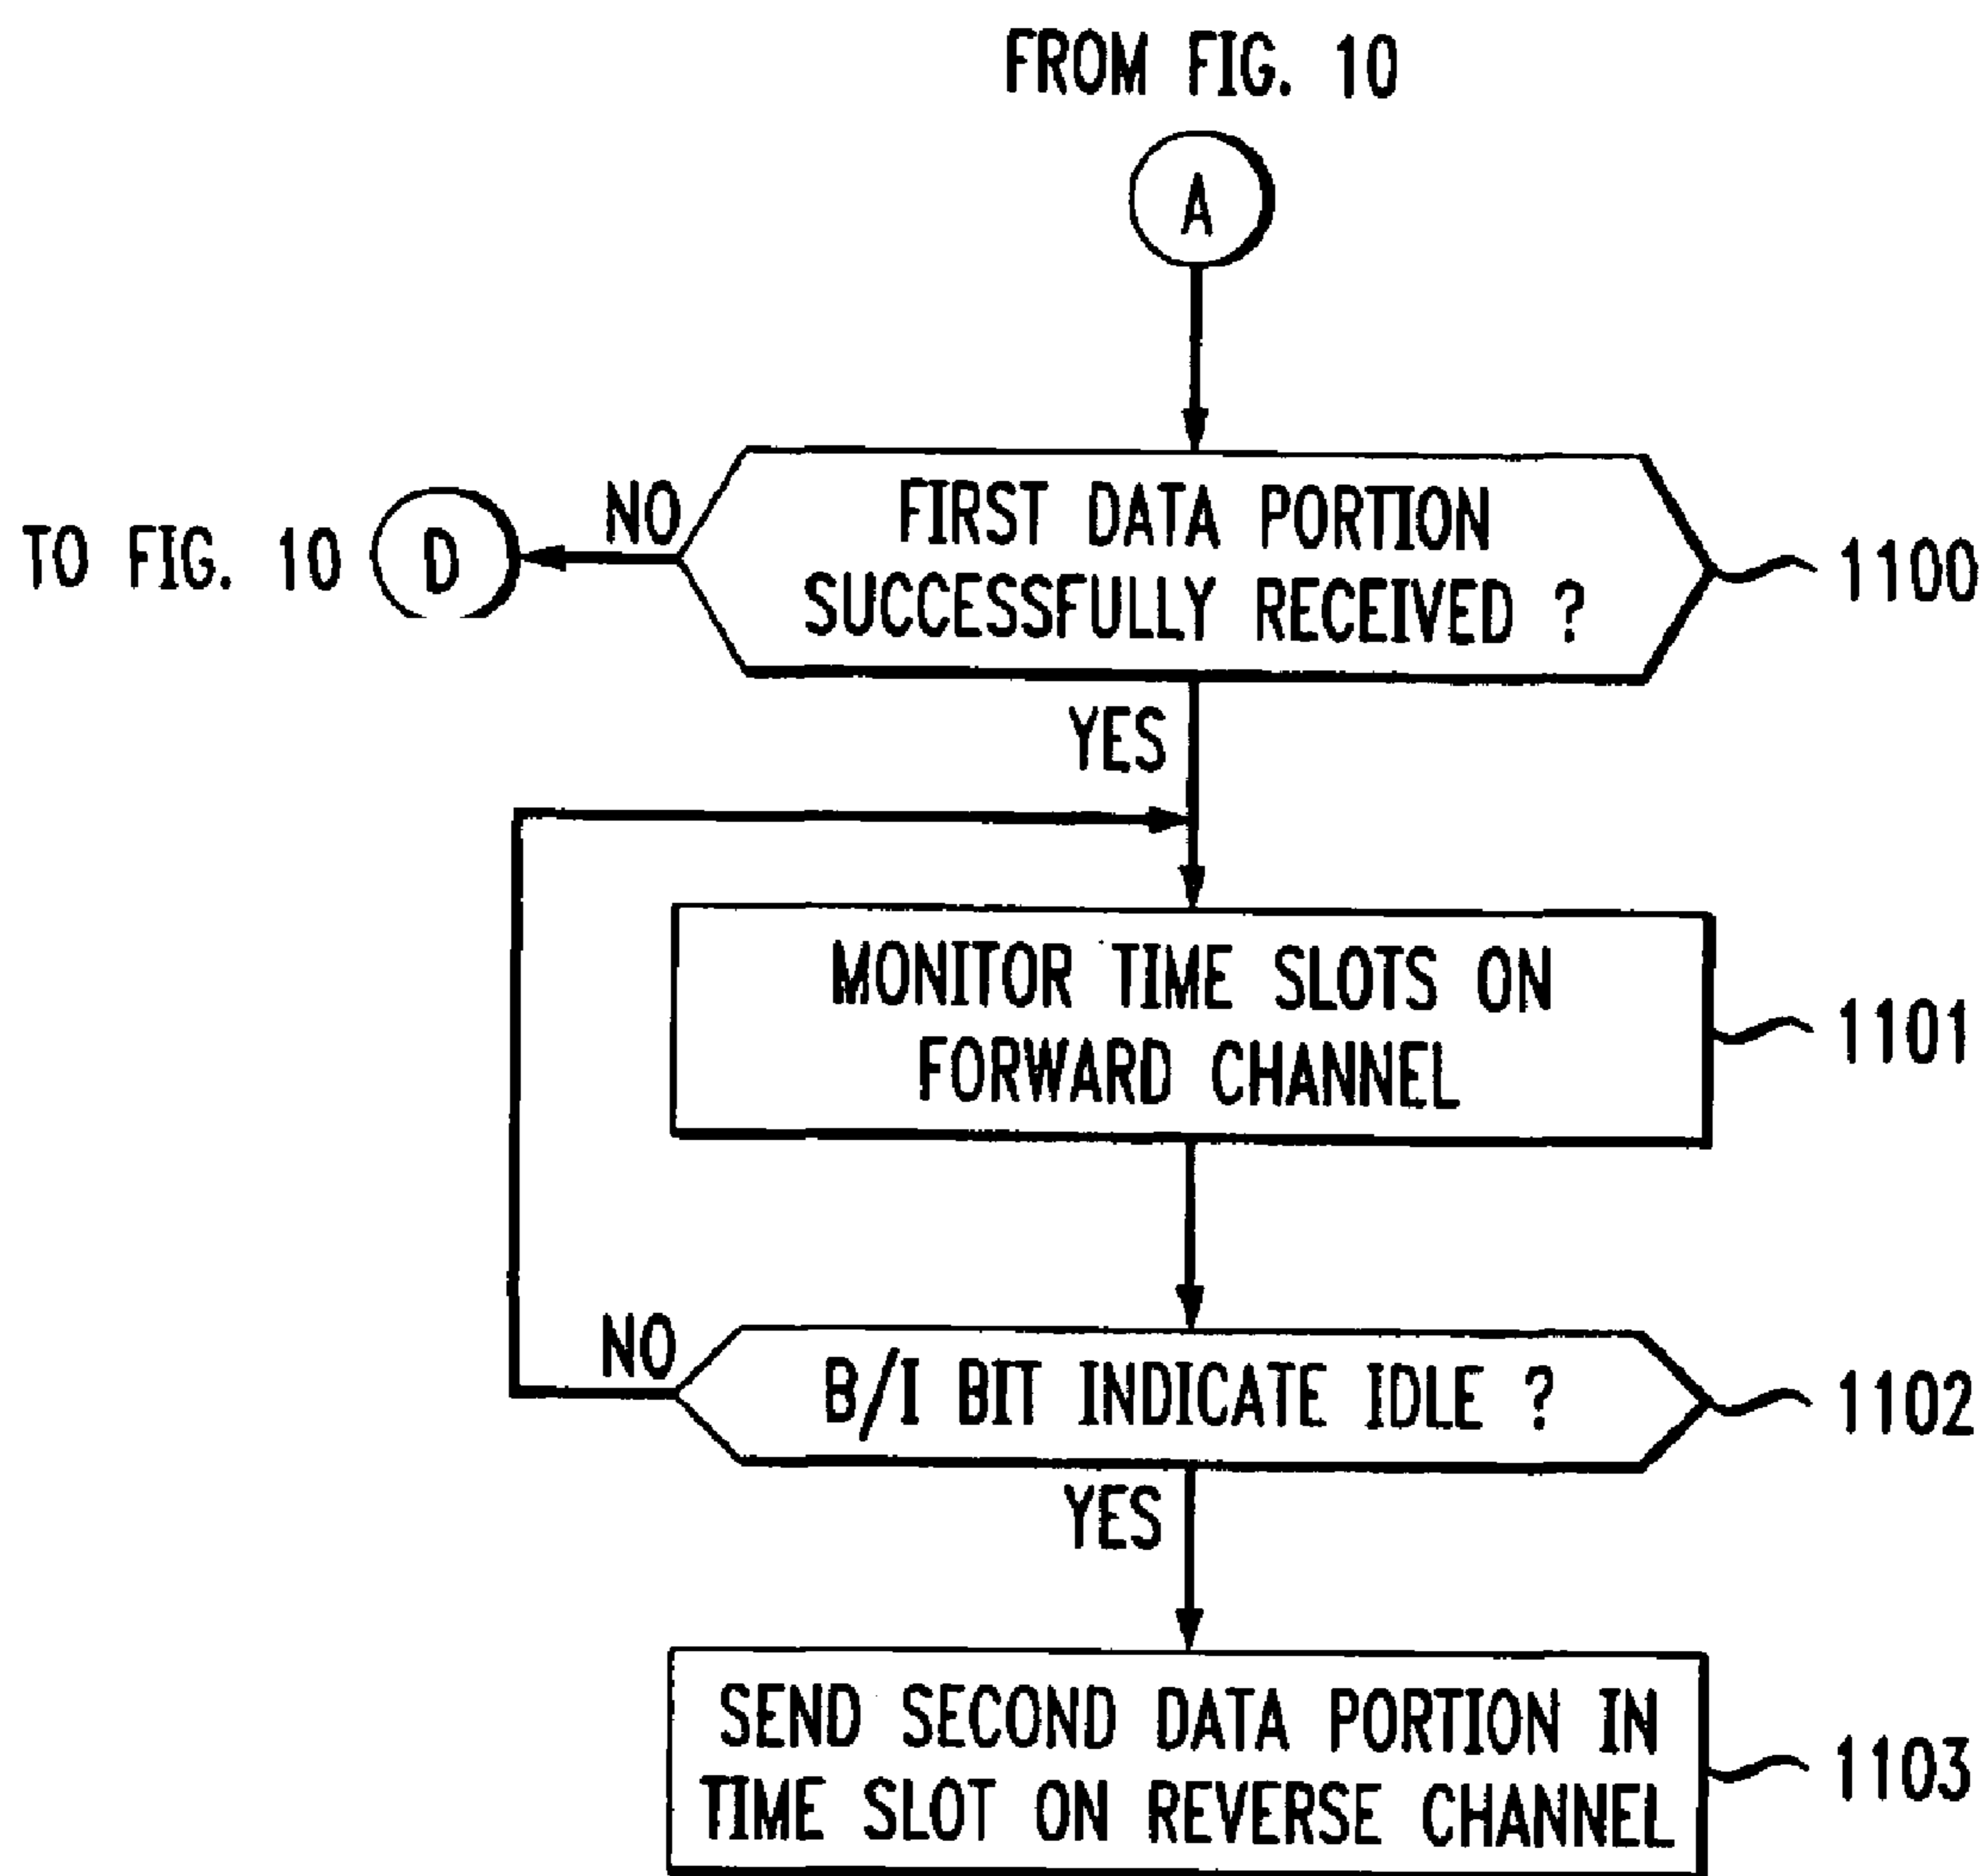 FROM FIG. 10
A
NO
FIRST DATA PORTION
SUCCESSFULLY RECEIVED ?
1100
TO FIG. 10
D
YES
MONITOR TIME SLOTS ON
FORWARD CHANNEL
1101
NO
B/I BIT INDICATE IDLE ?
1102
YES
SEND SECOND DATA PORTION IN
TIME SLOT ON REVERSE CHANNEL
1103